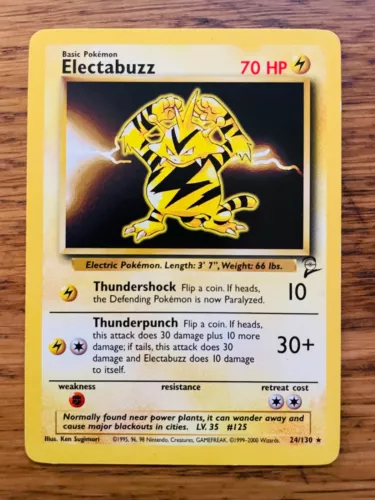 Basic Pokémon
Electabuzz 70 HP
Electric Pokémon. Length: 3' 7", Weight: 66 lbs.
Thundershock Flip a coin. If heads, 10
the Defending Pokémon is now Paralyzed.
Thunderpunch Flip a coin. If heads,
this attack does 30 damage plus 10 more
damage; if tails, this attack does 30 30+
damage and Electabuzz does 10 damage
to itself.
weakness resistance retreat cost
Normally found near power plants, it can wander away and
cause major blackouts in cities. LV. 35 #125
Illus. Ken Sugimori ©1995, 96, 98 Nintendo, Creatures, GAMEFREAK. ©1999-2000 Wizards. 24/130 ★